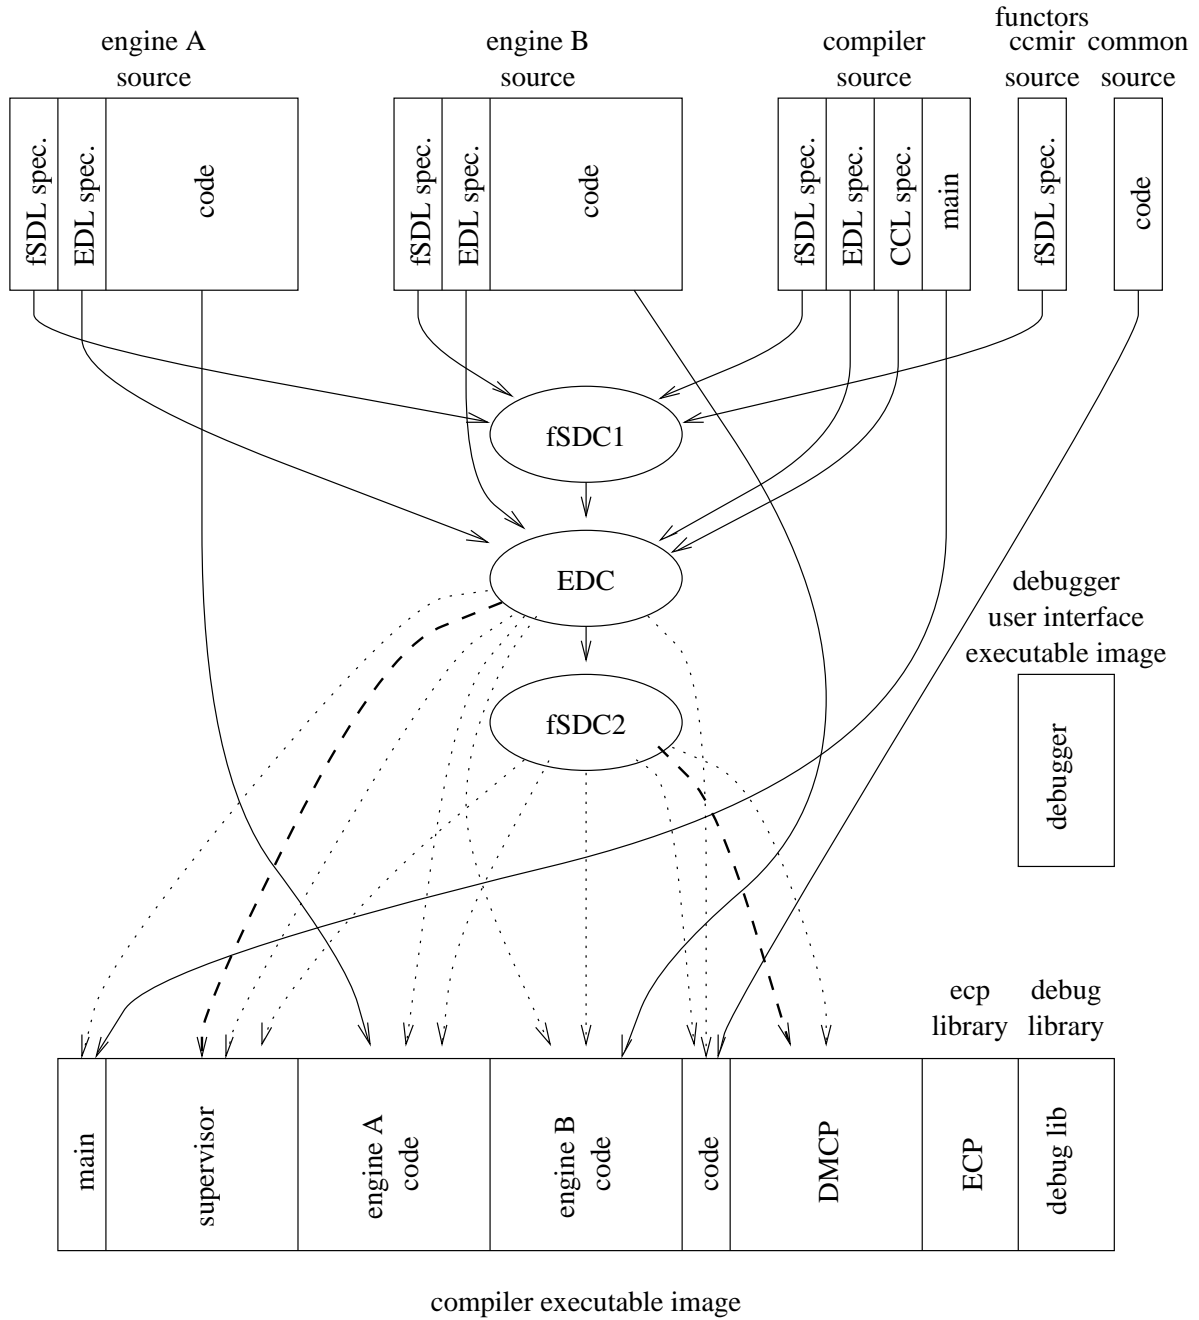 functors
engine A
engine B
compiler
ccmir
common
source
source
source
source
source
fSDL spec.
EDL spec.
code
fSDL spec.
EDL spec.
code
fSDL spec.
EDL spec.
CCL spec.
main
fSDL spec.
code
fSDC1
EDC
debugger
user interface
executable image
fSDC2
debugger
ecp
library
debug
library
main
supervisor
engine A
code
engine B
code
code
DMCP
ECP
debug lib
compiler executable image